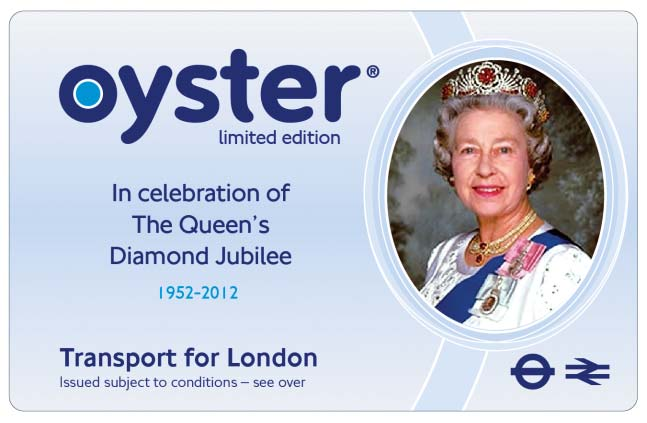 oyster®
limited edition
In celebration of
The Queen's
Diamond Jubilee
1952-2012
Transport for London
Issued subject to conditions – see over